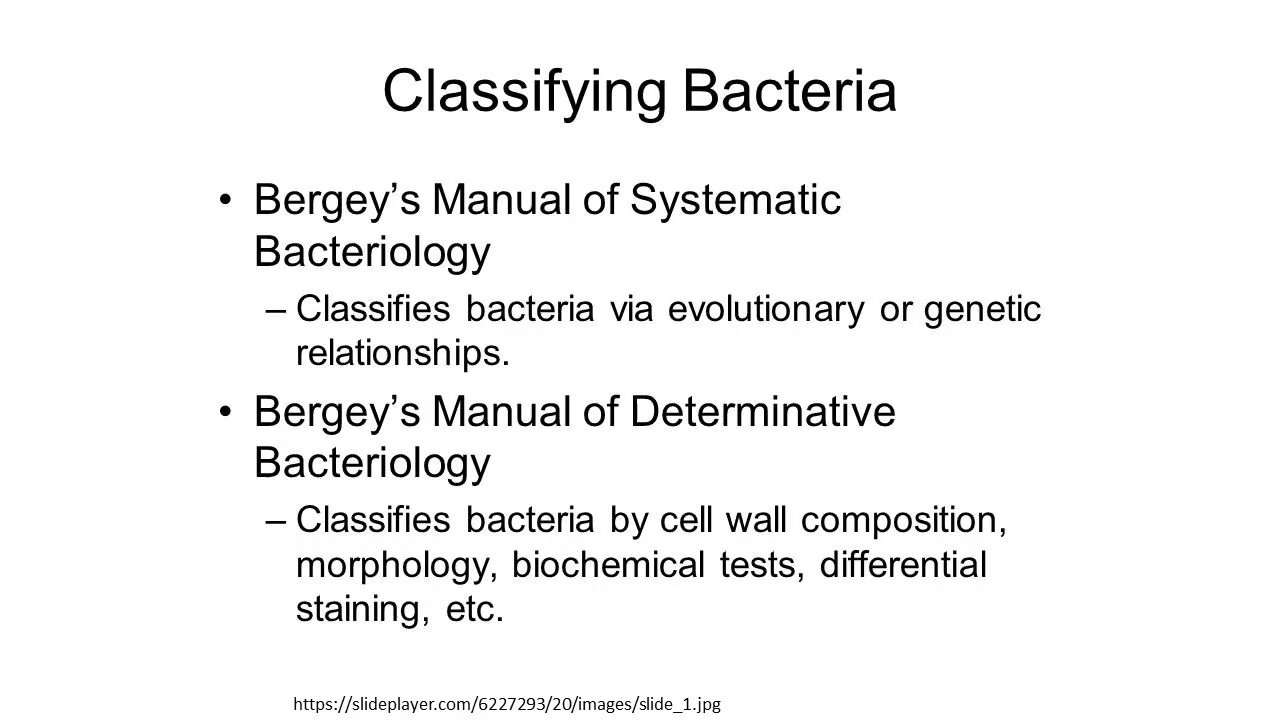 Classifying Bacteria
• Bergey’s Manual of Systematic
Bacteriology
– Classifies bacteria via evolutionary or genetic
relationships.
• Bergey’s Manual of Determinative
Bacteriology
– Classifies bacteria by cell wall composition,
morphology, biochemical tests, differential
staining, etc.
https://slideplayer.com/6227293/20/images/slide_1.jpg